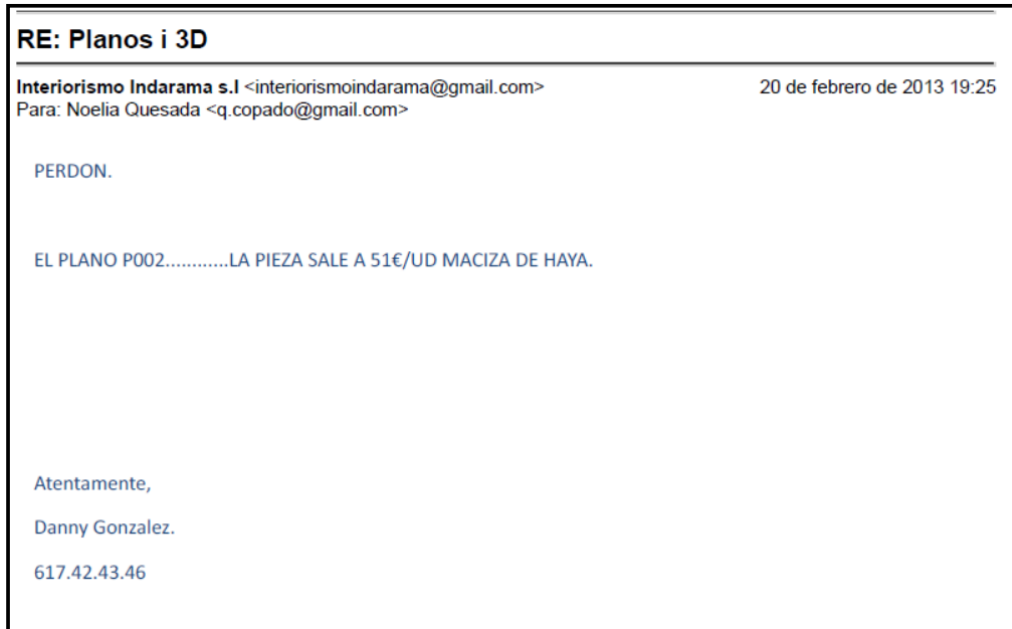 RE: Planos i 3D
Interiorismo Indarama s.l <interiorismoindarama@gmail.com> 20 de febrero de 2013 19:25
Para: Noelia Quesada <q.copado@gmail.com>
PERDON.
EL PLANO P002............LA PIEZA SALE A 51€/UD MACIZA DE HAYA.
Atentamente,
Danny Gonzalez.
617.42.43.46